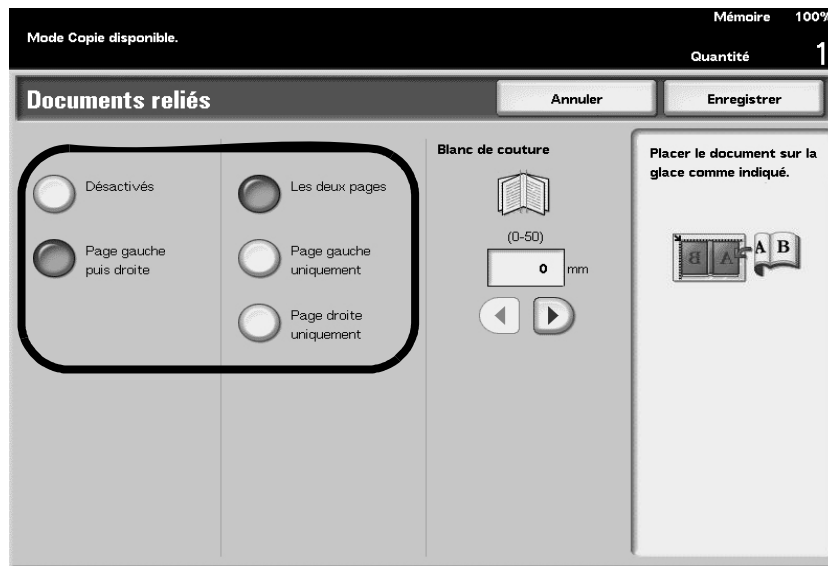 Mémoire 100%
Mode Copie disponible.
Quantité 1
Documents reliés
Annuler
Enregistrer
Désactivés
Page gauche
puis droite
Les deux pages
Page gauche
uniquement
Page droite
uniquement
Blanc de couture
(0-50)
0 mm
Placer le document sur la
glace comme indiqué.
A B
A B